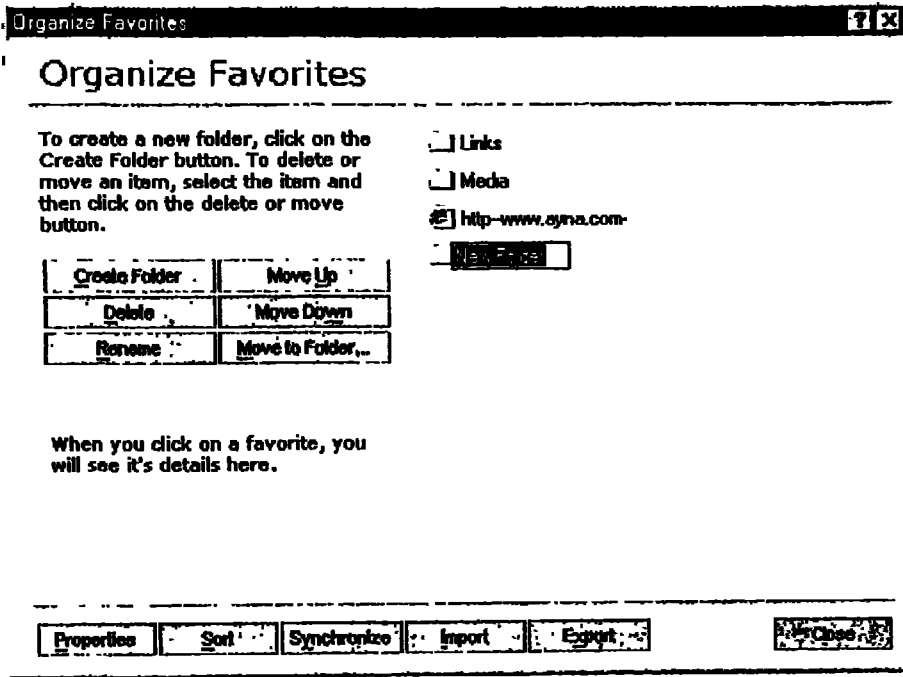 Organize Favorites
Organize Favorites
To create a new folder, click on the
Create Folder button. To delete or
move an item, select the item and
then click on the delete or move
button.
Create Folder
Move Up
Delete
Move Down
Rename
Move to Folder...
When you click on a favorite, you
will see it's details here.
Links
Media
http--www.ayna.com-
New Folder
Properties
Sort
Synchronize
Import
Export
Close